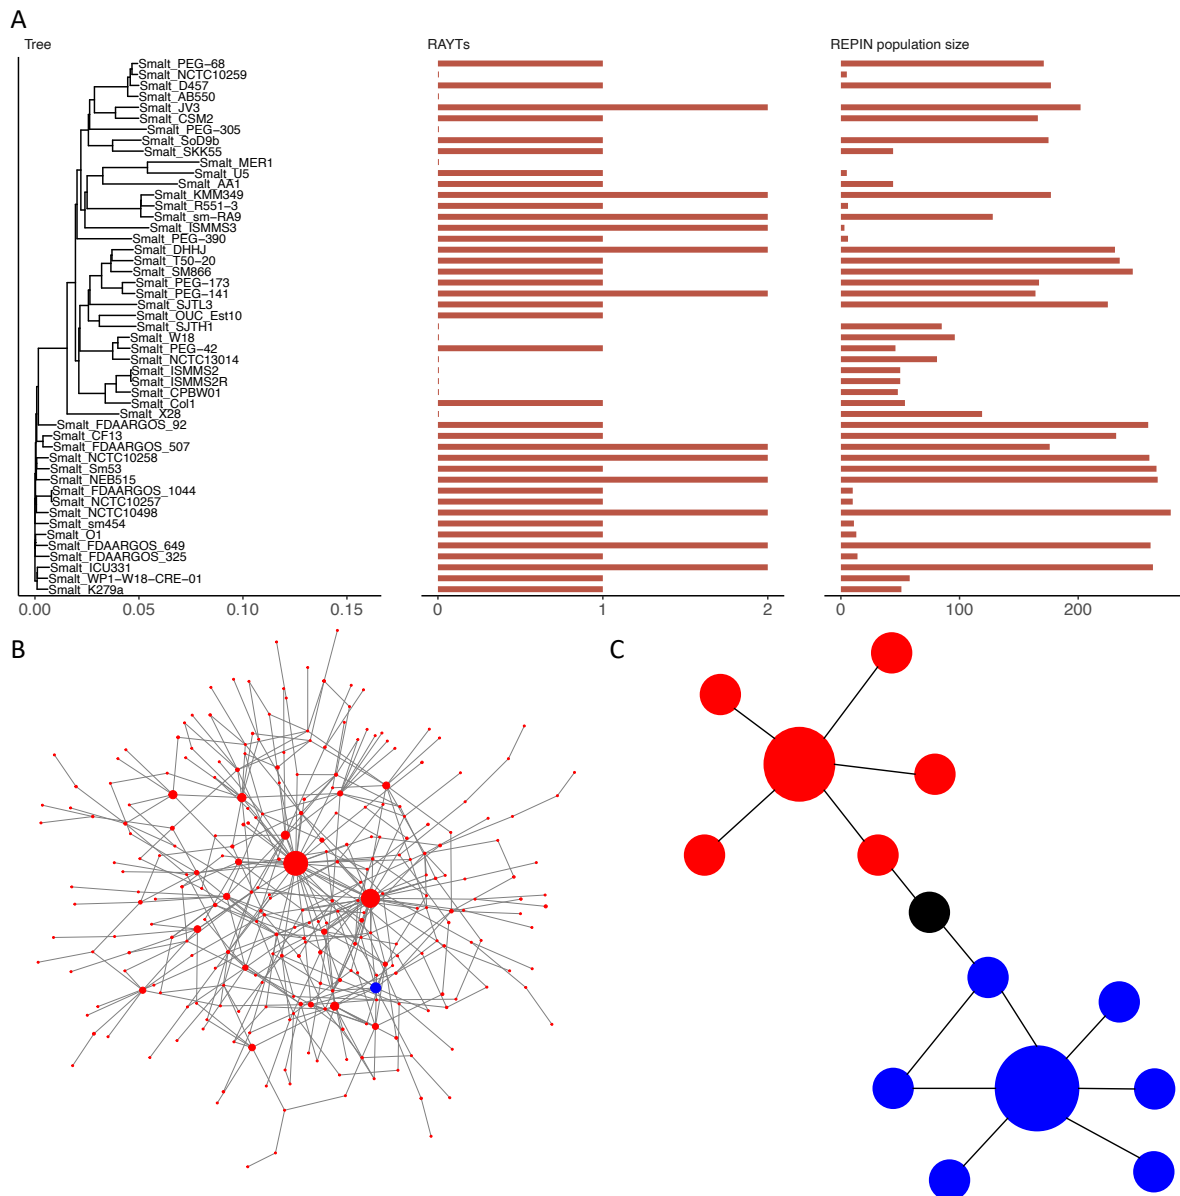 A
Tree
RAYTs
REPIN population size
Smalt_PEG−68
Smalt_NCTC10259
Smalt_D457
Smalt_AB550
Smalt_JV3
Smalt_CSM2
Smalt_PEG−305
Smalt_SoD9b
Smalt_SKK55
Smalt_MER1
Smalt_U5
Smalt_AA1
Smalt_KMM349
Smalt_R551−3
Smalt_sm−RA9
Smalt_ISMMS3
Smalt_PEG−390
Smalt_DHHJ
Smalt_T50−20
Smalt_SM866
Smalt_PEG−173
Smalt_PEG−141
Smalt_SJTL3
Smalt_OUC_Est10
Smalt_SJTH1
Smalt_W18
Smalt_PEG−42
Smalt_NCTC13014
Smalt_ISMMS2
Smalt_ISMMS2R
Smalt_CPBW01
Smalt_Col1
Smalt_X28
Smalt_FDAARGOS_92
Smalt_CF13
Smalt_FDAARGOS_507
Smalt_NCTC10258
Smalt_Sm53
Smalt_NEB515
Smalt_FDAARGOS_1044
Smalt_NCTC10257
Smalt_NCTC10498
Smalt_sm454
Smalt_O1
Smalt_FDAARGOS_649
Smalt_FDAARGOS_325
Smalt_ICU331
Smalt_WP1−W18−CRE−01
Smalt_K279a
0.00 0.05 0.10 0.15
0 1 2
0 100 200
B
C